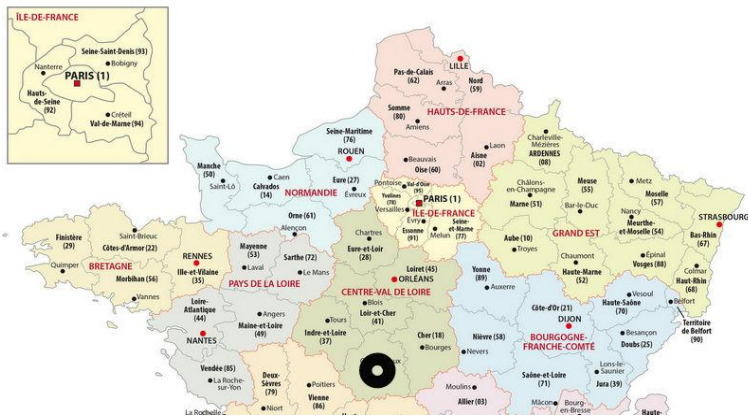 ÎLE-DE-FRANCE
Seine-Saint-Denis (93)
Bobigny
Nanterre
PARIS (1)
Hauts-
de-Seine
(92)
Créteil
Val-de-Marne (94)
LILLE
Pas-de-Calais
(62)
Nord
(59)
Arras
Somme
(80)
HAUTS-DE-FRANCE
Amiens
Seine-Maritime
(76)
ROUEN
Laon
Aisne
(02)
Beauvais
Oise (60)
Charleville-
Mézières
ARDENNES
(08)
Manche
(50)
Saint-Lô
Caen
Calvados
(14)
NORMANDIE
Eure (27)
Évreux
Orne (61)
Alençon
Pontoise
Val-d'Oise
(95)
Yvelines
(78)
Versailles
PARIS (1)
ÎLE-DE-FRANCE
Evry
Essonne
(91)
Melun
Seine-
et-Marne
(77)
Châlons-
en-Champagne
Marne (51)
Meuse
(55)
Bar-le-Duc
Metz
Moselle
(57)
Nancy
Meurthe-
et-Moselle (54)
STRASBOURG
Bas-Rhin
(67)
GRAND EST
Aube (10)
Troyes
Chaumont
Haute-Marne
(52)
Épinal
Vosges (88)
Colmar
Haut-Rhin
(68)
Finistère
(29)
Quimper
Saint-Brieuc
Côtes-d'Armor (22)
BRETAGNE
Morbihan (56)
Vannes
RENNES
Ille-et-Vilaine
(35)
Mayenne
(53)
Laval
Sarthe (72)
Le Mans
PAYS DE LA LOIRE
Chartres
Eure-et-Loir
(28)
Loiret (45)
ORLÉANS
CENTRE-VAL DE LOIRE
Blois
Loir-et-Cher
(41)
Tours
Indre-et-Loire
(37)
Cher (18)
Bourges
Yonne
(89)
Auxerre
Côte-d'Or (21)
DIJON
BOURGOGNE-
FRANCHE-COMTÉ
Nièvre (58)
Nevers
Saône-et-Loire
(71)
Mâcon
Haute-Saône
(70)
Vesoul
Belfort
Territoire
de Belfort
(90)
Besançon
Doubs (25)
Lons-le-
Saunier
Jura (39)
Loire-
Atlantique
(44)
NANTES
Angers
Maine-et-Loire
(49)
Vendée (85)
La Roche-
sur-Yon
Deux-
Sèvres
(79)
Niort
Poitiers
Vienne
(86)
La Rochelle
Moulins
Allier (03)
Bourg-
en-Bresse
Haute